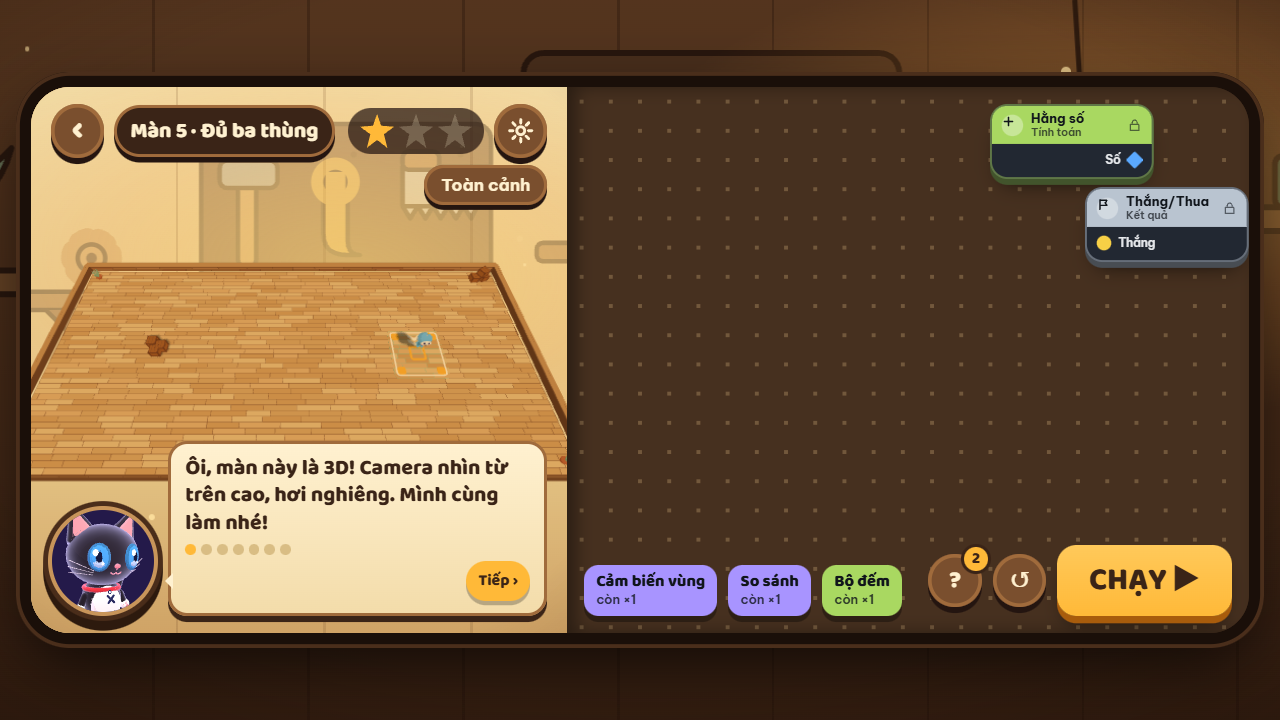 Màn 5 · Đủ ba thùng
Toàn cảnh
Hằng số
Tính toán
Số
Thắng/Thua
Kết quả
Thắng
Ôi, màn này là 3D! Camera nhìn từ
trên cao, hơi nghiêng. Mình cùng
làm nhé!
Tiếp ›
Cảm biến vùng
còn ×1
So sánh
còn ×1
Bộ đếm
còn ×1
?
2
CHẠY